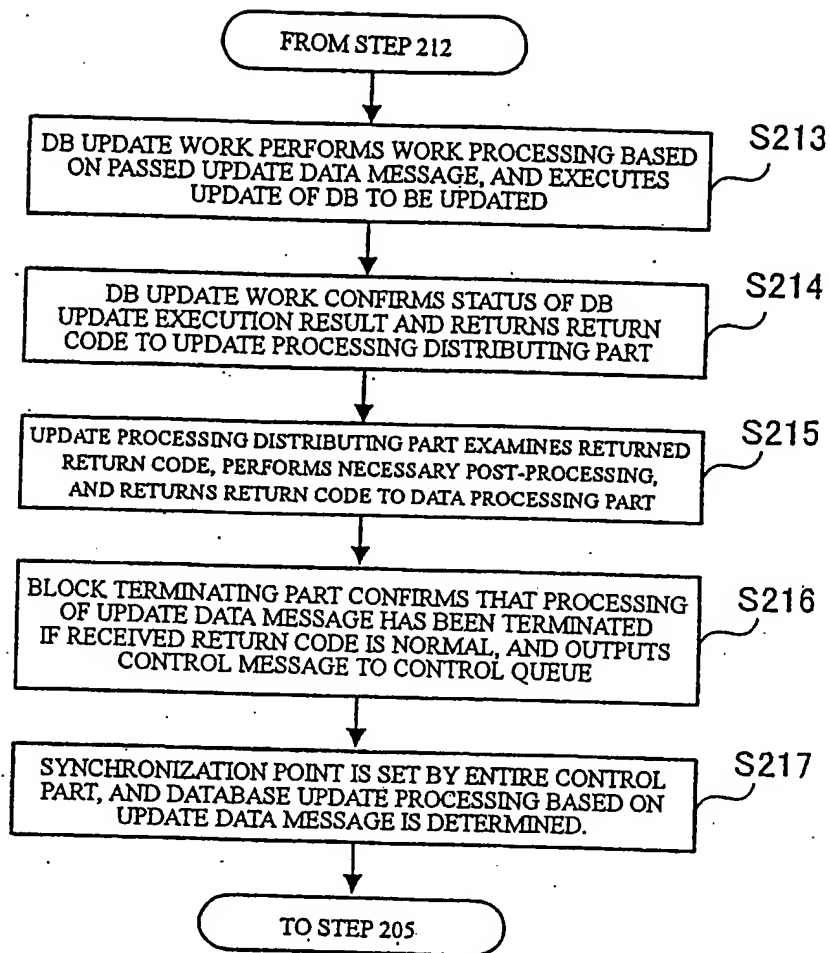 FROM STEP 212
S213
DB UPDATE WORK PERFORMS WORK PROCESSING BASED
ON PASSED UPDATE DATA MESSAGE, AND EXECUTES
UPDATE OF DB TO BE UPDATED
S214
DB UPDATE WORK CONFIRMS STATUS OF DB
UPDATE EXECUTION RESULT AND RETURNS RETURN
CODE TO UPDATE PROCESSING DISTRIBUTING PART
S215
UPDATE PROCESSING DISTRIBUTING PART EXAMINES RETURNED
RETURN CODE, PERFORMS NECESSARY POST-PROCESSING,
AND RETURNS RETURN CODE TO DATA PROCESSING PART
S216
BLOCK TERMINATING PART CONFIRMS THAT PROCESSING
OF UPDATE DATA MESSAGE HAS BEEN TERMINATED
IF RECEIVED RETURN CODE IS NORMAL, AND OUTPUTS
CONTROL MESSAGE TO CONTROL QUEUE
S217
SYNCHRONIZATION POINT IS SET BY ENTIRE CONTROL
PART, AND DATABASE UPDATE PROCESSING BASED ON
UPDATE DATA MESSAGE IS DETERMINED.
TO STEP 205